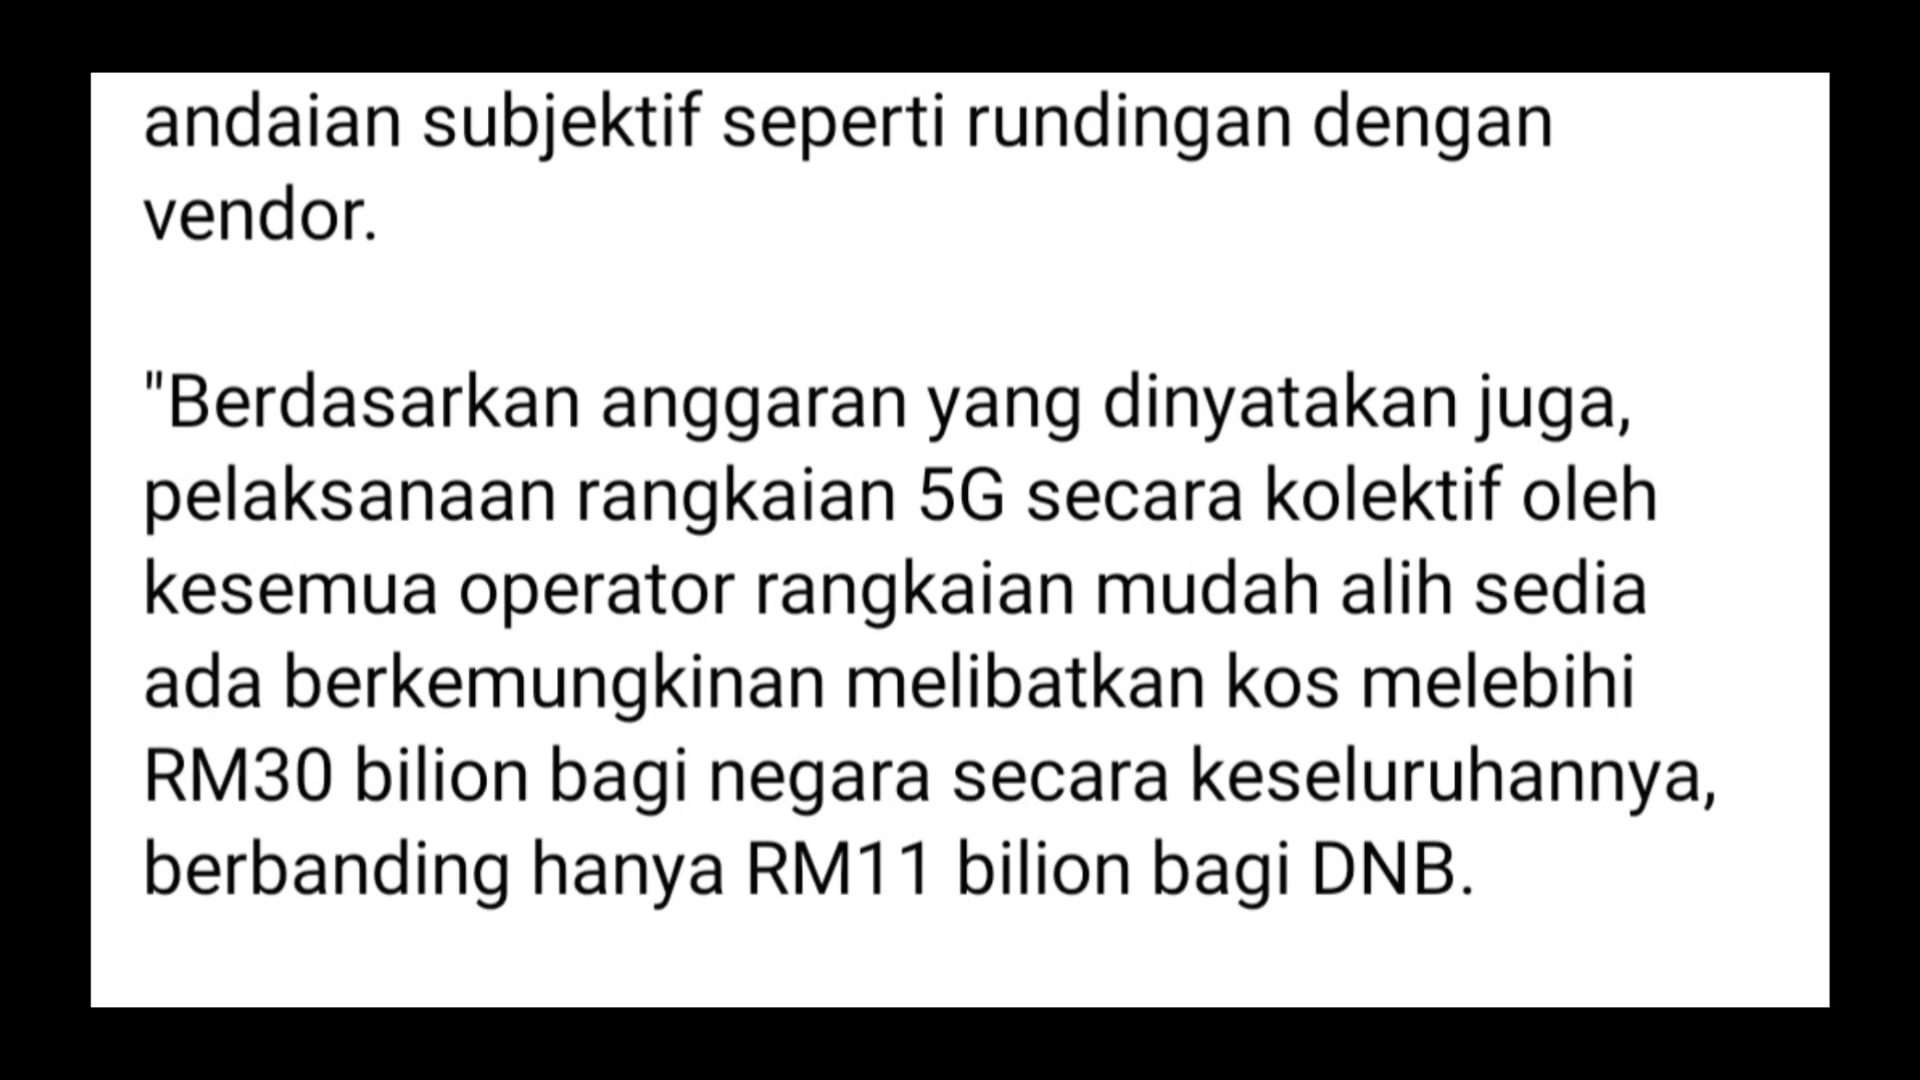 andaian subjektif seperti rundingan dengan
vendor.
"Berdasarkan anggaran yang dinyatakan juga,
pelaksanaan rangkaian 5G secara kolektif oleh
kesemua operator rangkaian mudah alih sedia
ada berkemungkinan melibatkan kos melebihi
RM30 bilion bagi negara secara keseluruhannya,
berbanding hanya RM11 bilion bagi DNB.